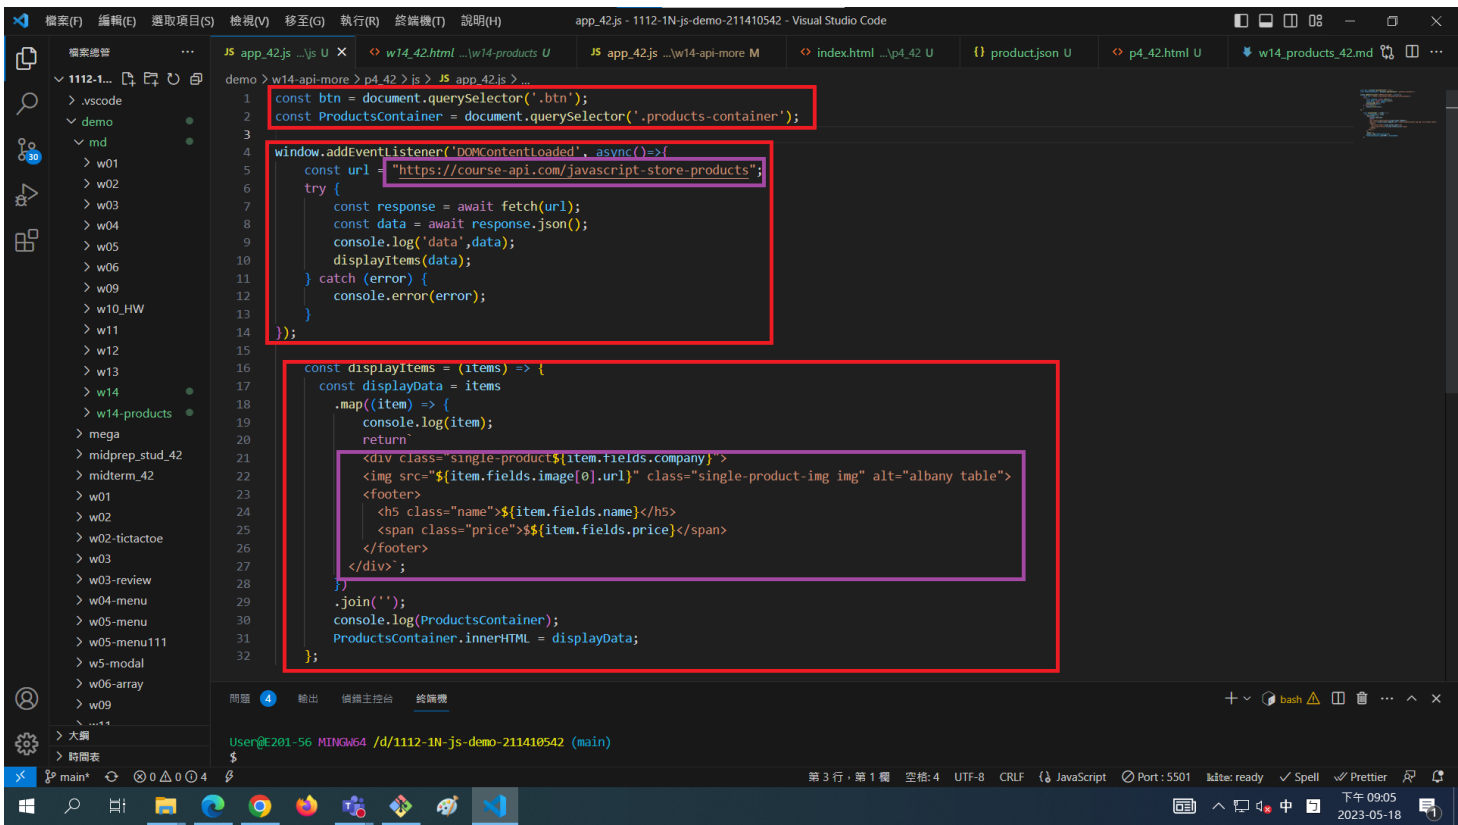 檔案(F) 編輯(E) 選取項目(S) 檢視(V) 移至(G) 執行(R) 終端機(T) 說明(H) app_42.js - 1112-1N-js-demo-211410542 - Visual Studio Code
檔案總管 ···
JS app_42.js ...\js U × <> w14_42.html ...\w14-products U JS app_42.js ...\w14-api-more M <> index.html ...\p4_42 U {} product.json U <> p4_42.html U w14_products_42.md ···
1112-1...
demo > w14-api-more > p4_42 > js > JS app_42.js > ...
.vscode
demo
md
w01
w02
w03
w04
w05
w06
w09
w10_HW
w11
w12
w13
w14
w14-products
mega
midprep_stud_42
midterm_42
w01
w02
w02-tictactoe
w03
w03-review
w04-menu
w05-menu
w05-menu111
w5-modal
w06-array
w09
w11
大綱
時間表
30
1 const btn = document.querySelector('.btn');
2 const ProductsContainer = document.querySelector('.products-container');
3
4 window.addEventListener('DOMContentLoaded', async()=>{
5 const url = "https://course-api.com/javascript-store-products";
6 try {
7 const response = await fetch(url);
8 const data = await response.json();
9 console.log('data',data);
10 displayItems(data);
11 } catch (error) {
12 console.error(error);
13 }
14 });
15
16 const displayItems = (items) => {
17 const displayData = items
18 .map((item) => {
19 console.log(item);
20 return`
21 <div class="single-product${item.fields.company}">
22 <img src="${item.fields.image[0].url}" class="single-product-img img" alt="albany table">
23 <footer>
24 <h5 class="name">${item.fields.name}</h5>
25 <span class="price">$${item.fields.price}</span>
26 </footer>
27 </div>`;
28 })
29 .join('');
30 console.log(ProductsContainer);
31 ProductsContainer.innerHTML = displayData;
32 };
問題 4 輸出 偵錯主控台 終端機 bash ···
User@E201-56 MINGW64 /d/1112-1N-js-demo-211410542 (main)
$
main* 0 0 4 第 3 行，第 1 欄 空格: 4 UTF-8 CRLF JavaScript Port : 5501 kite: ready Spell Prettier
中 下午 09:05
2023-05-18
1